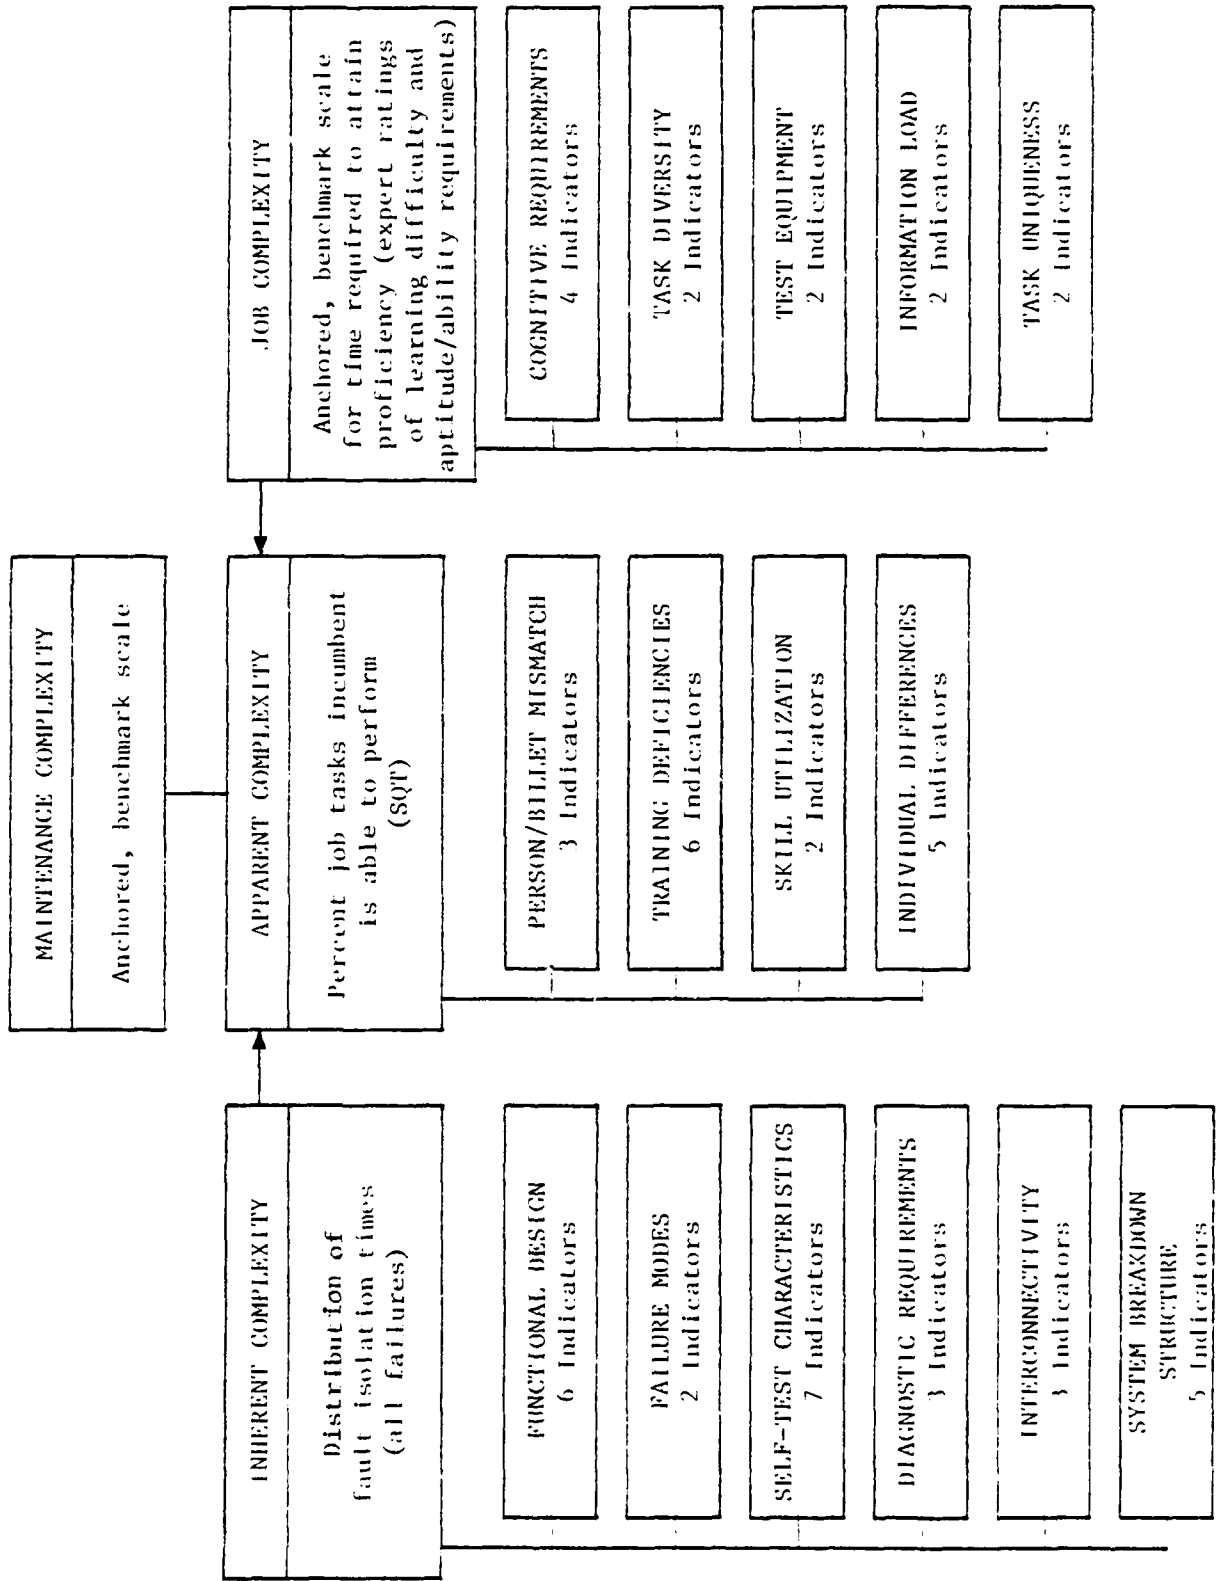 MAINTENANCE COMPLEXITY
Anchored, benchmark scale
INHERENT COMPLEXITY
Distribution of
fault isolation times
(all failures)
FUNCTIONAL DESIGN
6 Indicators
FAILURE MODES
2 Indicators
SELF-TEST CHARACTERISTICS
7 Indicators
DIAGNOSTIC REQUIREMENTS
3 Indicators
INTERCONNECTIVITY
3 Indicators
SYSTEM BREAKDOWN
STRUCTURE
5 Indicators
APPARENT COMPLEXITY
Percent job tasks incumbent
is able to perform
(SQT)
PERSON/BILLET MISMATCH
3 Indicators
TRAINING DEFICIENCIES
6 Indicators
SKILL UTILIZATION
2 Indicators
INDIVIDUAL DIFFERENCES
5 Indicators
JOB COMPLEXITY
Anchored, benchmark scale
for time required to attain
proficiency (expert ratings
of learning difficulty and
aptitude/ability requirements)
COGNITIVE REQUIREMENTS
4 Indicators
TASK DIVERSITY
2 Indicators
TEST EQUIPMENT
2 Indicators
INFORMATION LOAD
2 Indicators
TASK UNIQUENESS
2 Indicators